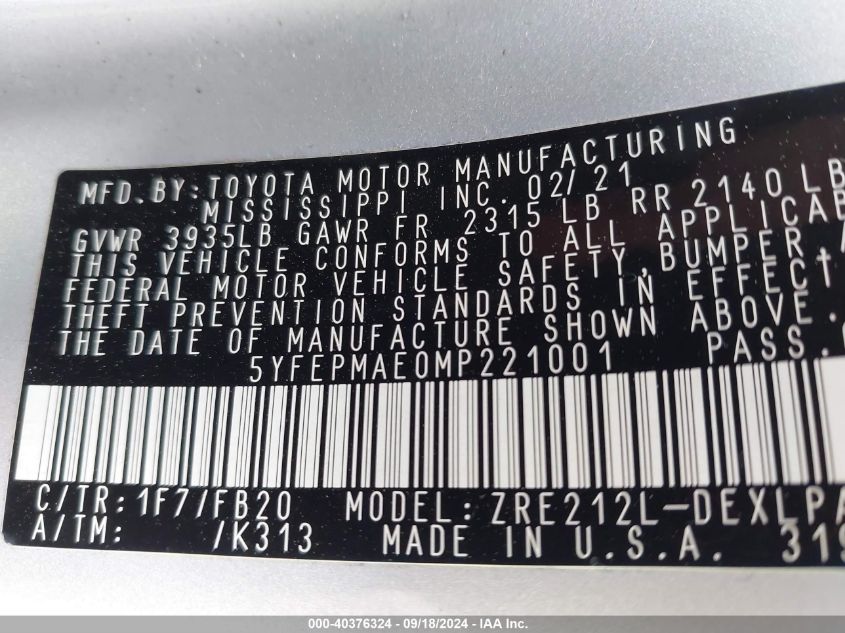 MFD. BY: TOYOTA MOTOR MANUFACTURING
MISSISSIPPI INC. 02/21
GVWR 3935LB GAWR FR 2315 LB RR 2140 LB
THIS VEHICLE CONFORMS TO ALL APPLICAB
FEDERAL MOTOR VEHICLE SAFETY, BUMPER,
THEFT PREVENTION STANDARDS IN EFFECT
THE DATE OF MANUFACTURE SHOWN ABOVE.
5YFEPMAE0MP221001 PASS.
C/TR: 1F7/FB20 MODEL: ZRE212L-DEXLPA
A/TM: /K313 MADE IN U.S.A. 319
000-40376324 - 09/18/2024 - IAA Inc.